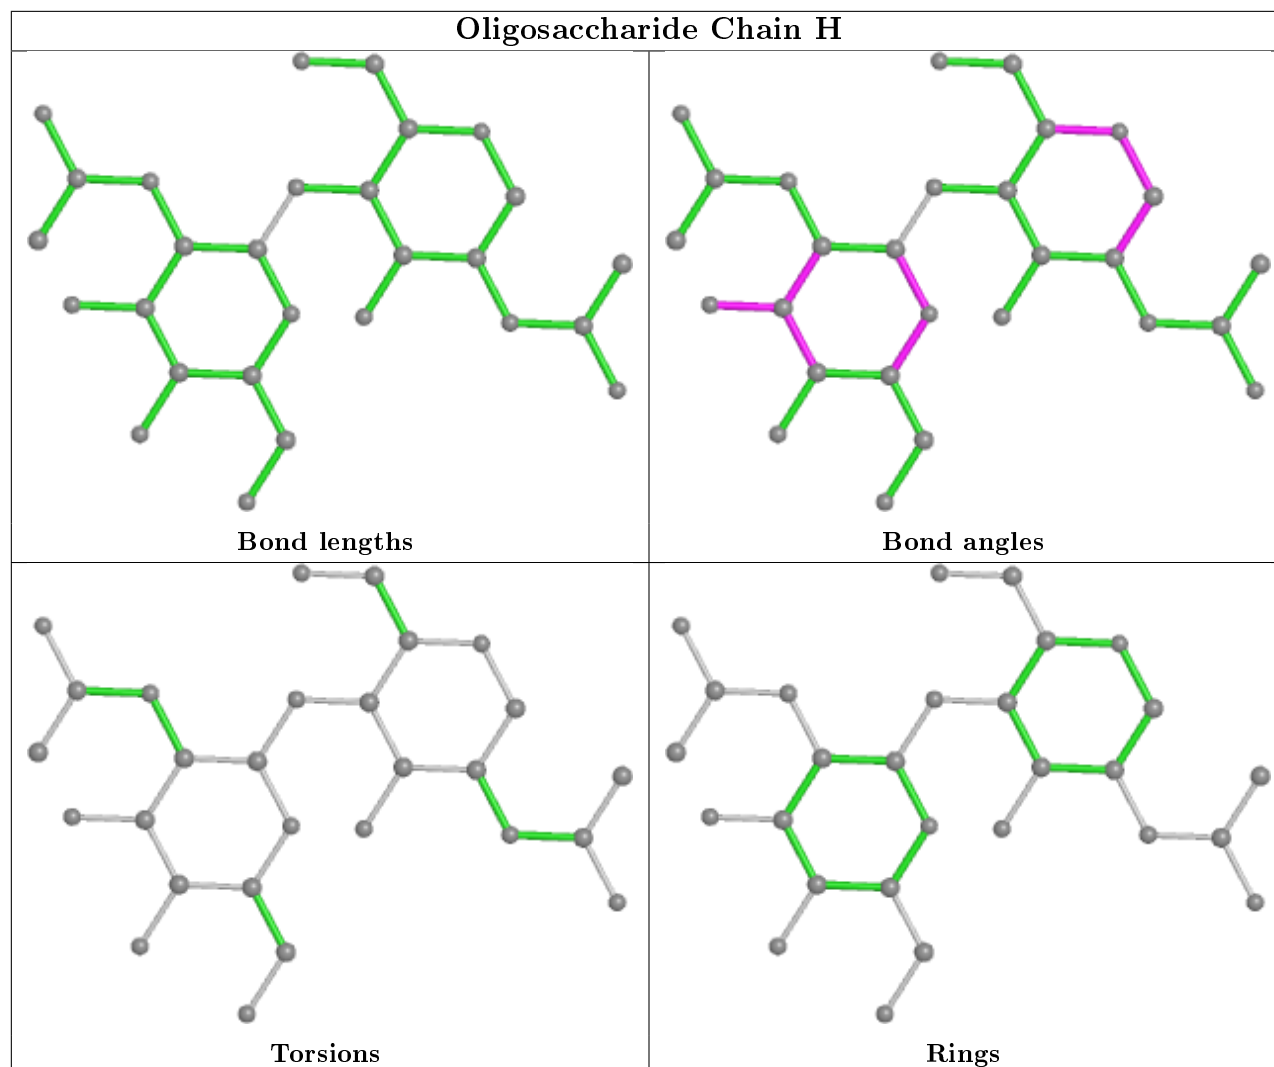 Oligosaccharide Chain H
Bond lengths
Bond angles
Torsions
Rings